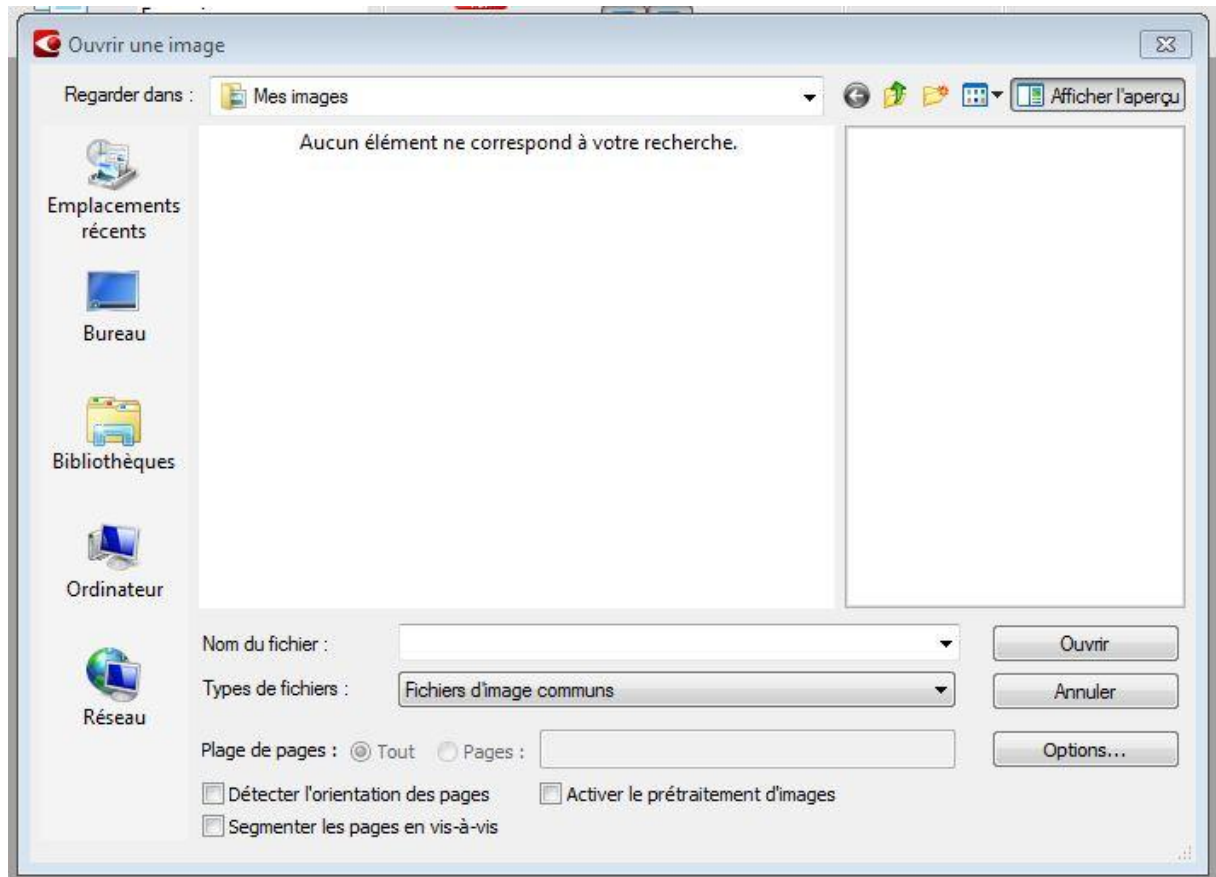 Ouvrir une image
Regarder dans :
Mes images
Afficher l'aperçu
Aucun élément ne correspond à votre recherche.
Emplacements
récents
Bureau
Bibliothèques
Ordinateur
Réseau
Nom du fichier :
Ouvrir
Types de fichiers :
Fichiers d'image communs
Annuler
Plage de pages :
Tout
Pages :
Options...
Détecter l'orientation des pages
Activer le prétraitement d'images
Segmenter les pages en vis-à-vis